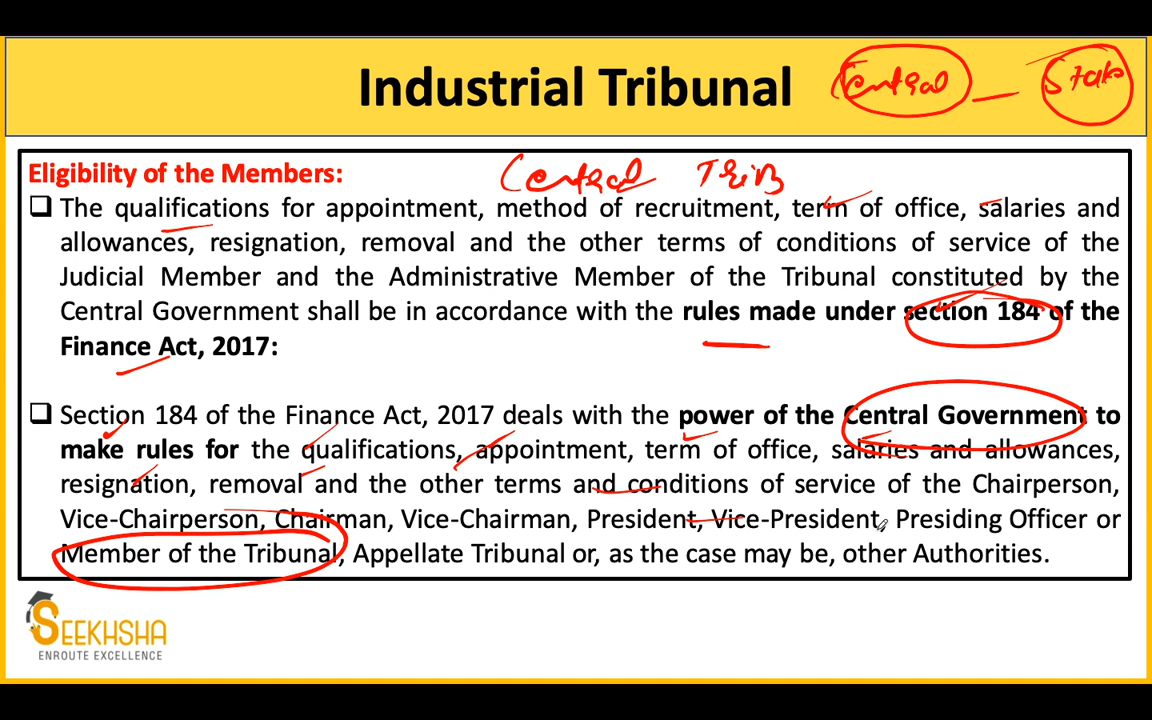 Industrial Tribunal
Central — State
Eligibility of the Members:
Central Trib
The qualifications for appointment, method of recruitment, term of office, salaries and
allowances, resignation, removal and the other terms of conditions of service of the
Judicial Member and the Administrative Member of the Tribunal constituted by the
Central Government shall be in accordance with the rules made under section 184 of the
Finance Act, 2017:
Section 184 of the Finance Act, 2017 deals with the power of the Central Government to
make rules for the qualifications, appointment, term of office, salaries and allowances,
resignation, removal and the other terms and conditions of service of the Chairperson,
Vice-Chairperson, Chairman, Vice-Chairman, President, Vice-President, Presiding Officer or
Member of the Tribunal, Appellate Tribunal or, as the case may be, other Authorities.
SEEKHSHA
ENROUTE EXCELLENCE